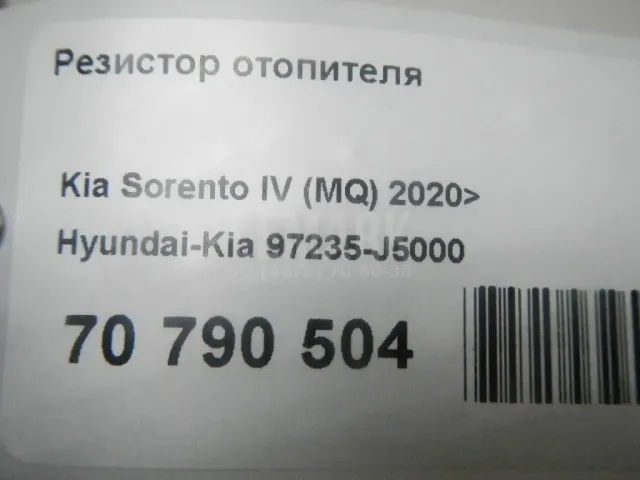 Резистор отопителя
Kia Sorento IV (MQ) 2020>
Hyundai-Kia 97235-J5000
70 790 504